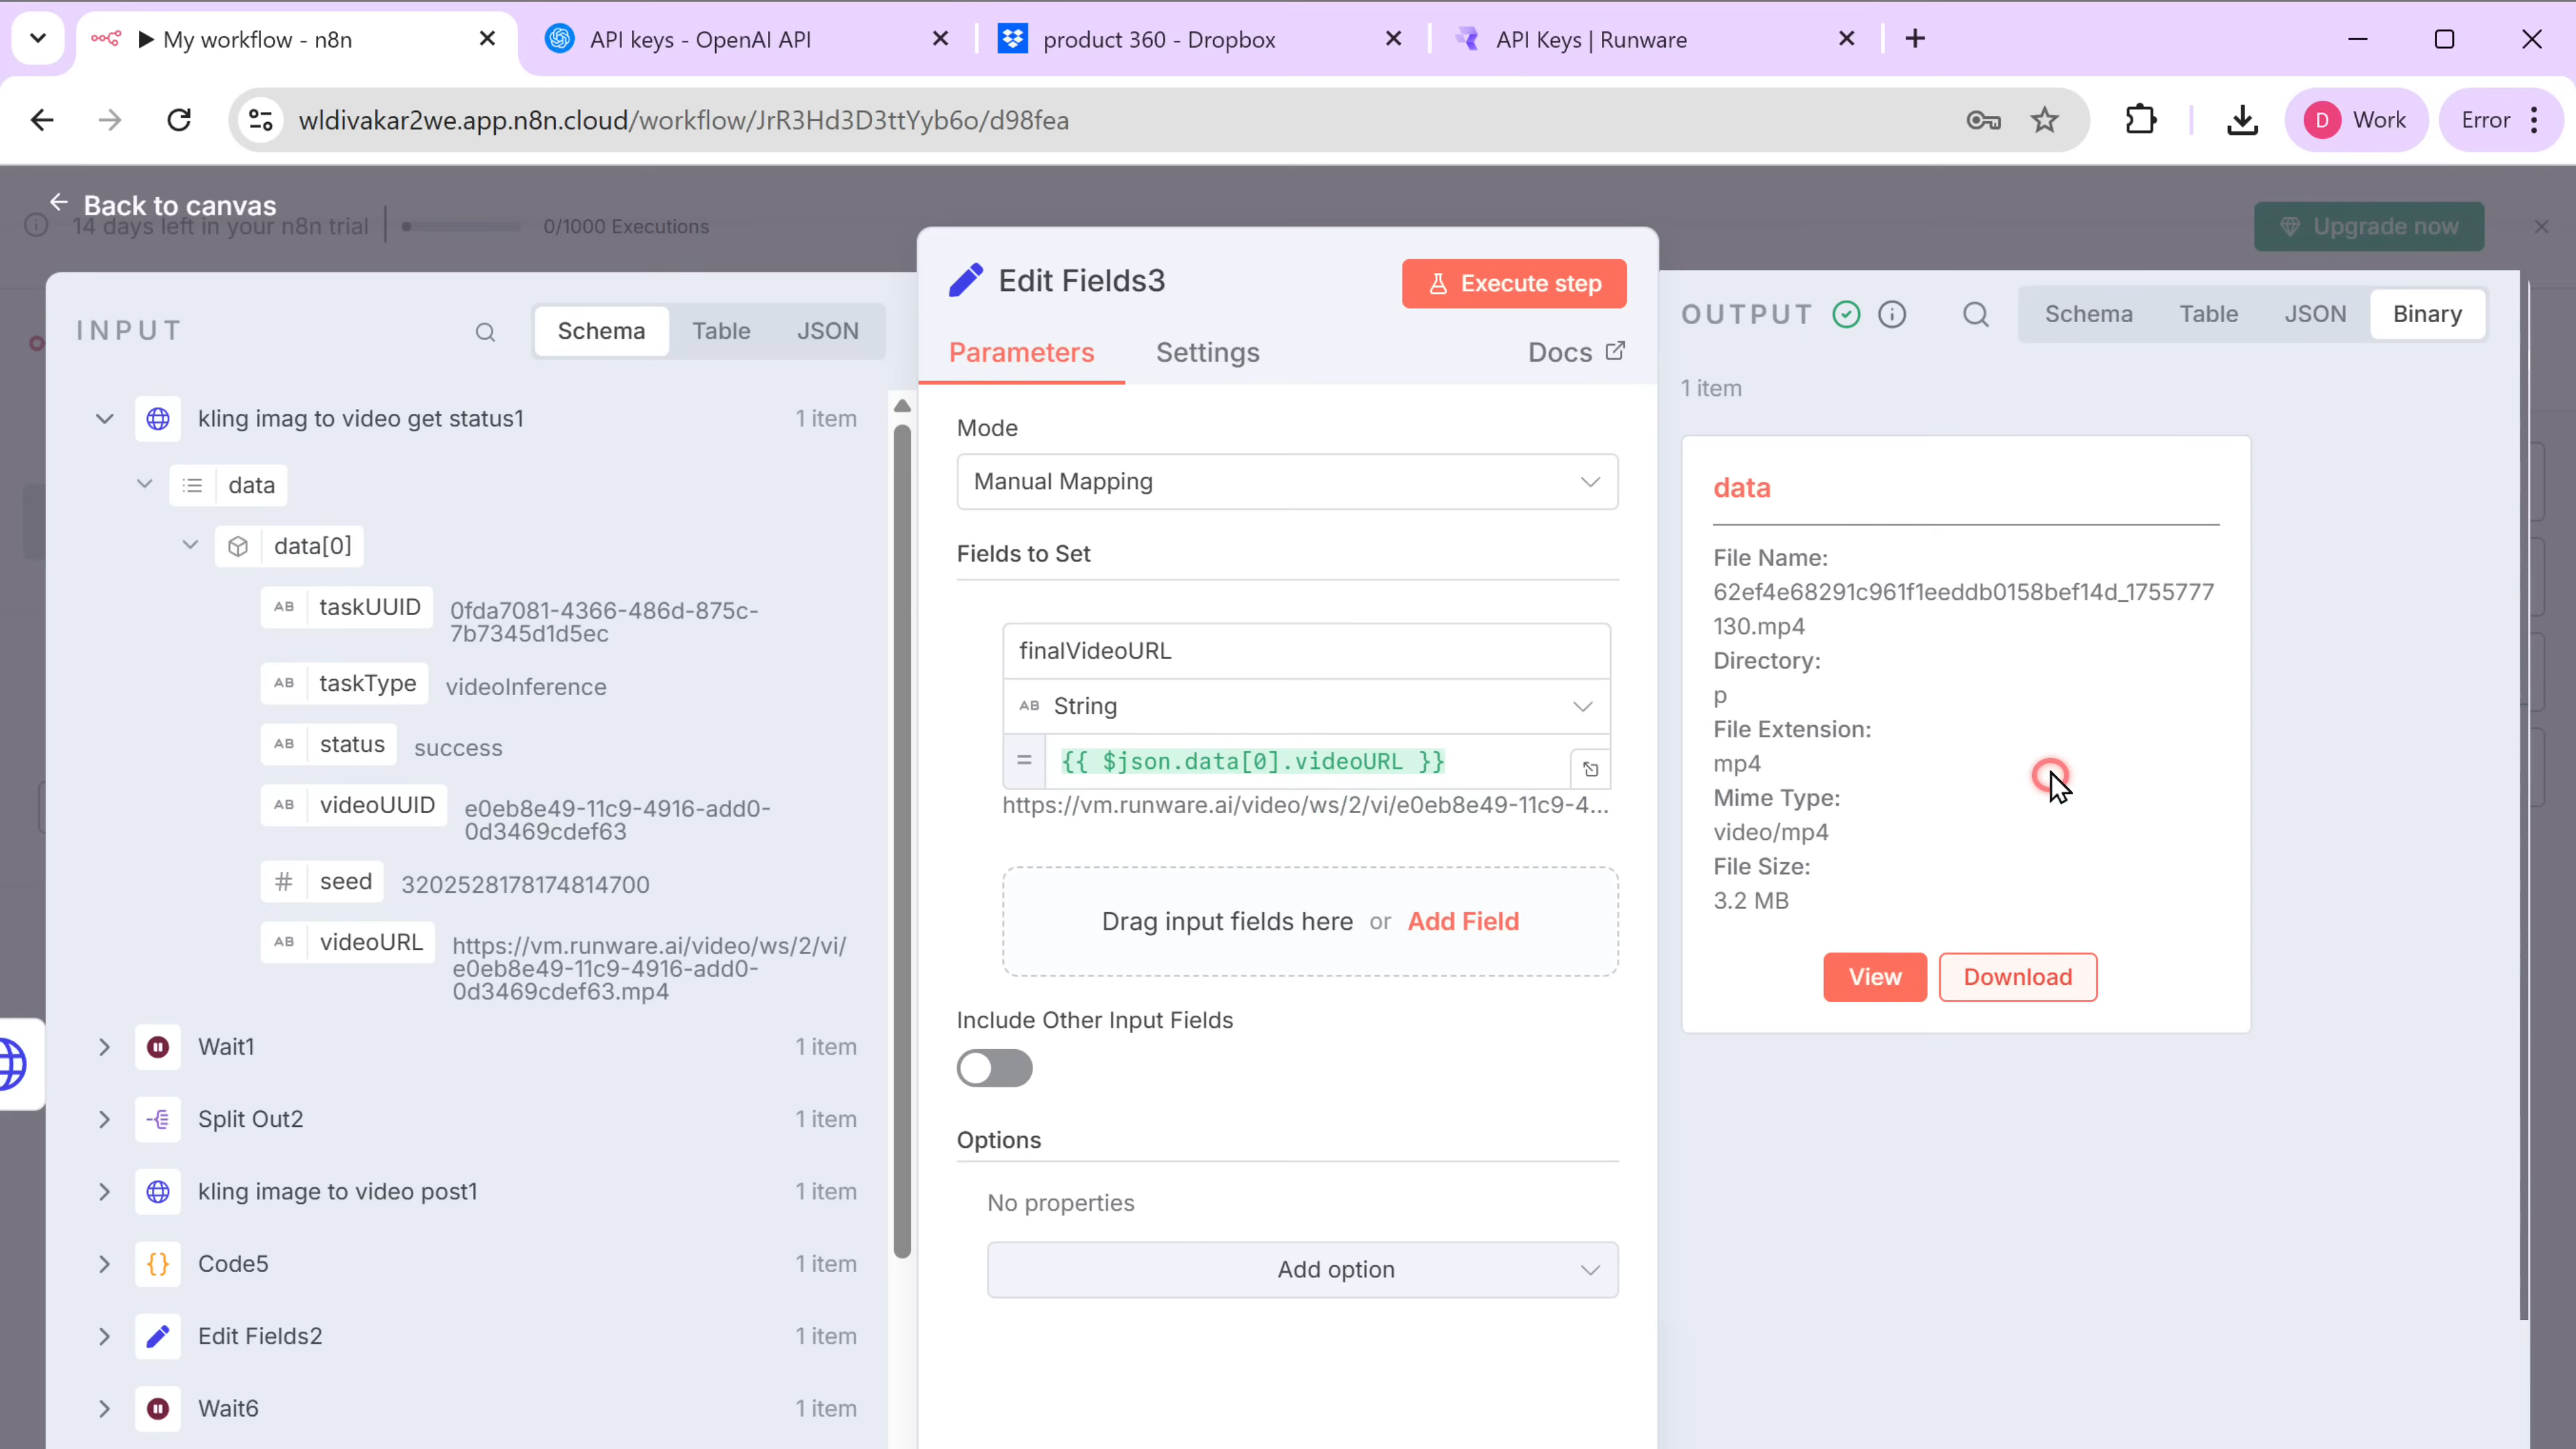 ▶ My workflow - n8n
API keys - OpenAI API
product 360 - Dropbox
API Keys | Runware
wldivakar2we.app.n8n.cloud/workflow/JrR3Hd3D3ttYyb6o/d98fea
D Work
Error
Back to canvas
14 days left in your n8n trial
0/1000 Executions
Upgrade now
INPUT
Schema
Table
JSON
kling imag to video get status1
1 item
data
data[0]
AB taskUUID 0fda7081-4366-486d-875c-
7b7345d1d5ec
AB taskType videoInference
AB status success
AB videoUUID e0eb8e49-11c9-4916-add0-
0d3469cdef63
# seed 3202528178174814700
AB videoURL https://vm.runware.ai/video/ws/2/vi/
e0eb8e49-11c9-4916-add0-
0d3469cdef63.mp4
Wait1 1 item
Split Out2 1 item
kling image to video post1 1 item
Code5 1 item
Edit Fields2 1 item
Wait6 1 item
Edit Fields3
Execute step
Parameters
Settings
Docs
Mode
Manual Mapping
Fields to Set
finalVideoURL
AB String
= {{ $json.data[0].videoURL }}
https://vm.runware.ai/video/ws/2/vi/e0eb8e49-11c9-4...
Drag input fields here or Add Field
Include Other Input Fields
Options
No properties
Add option
OUTPUT
Schema
Table
JSON
Binary
1 item
data
File Name:
62ef4e68291c961f1eeddb0158bef14d_1755777
130.mp4
Directory:
p
File Extension:
mp4
Mime Type:
video/mp4
File Size:
3.2 MB
View
Download